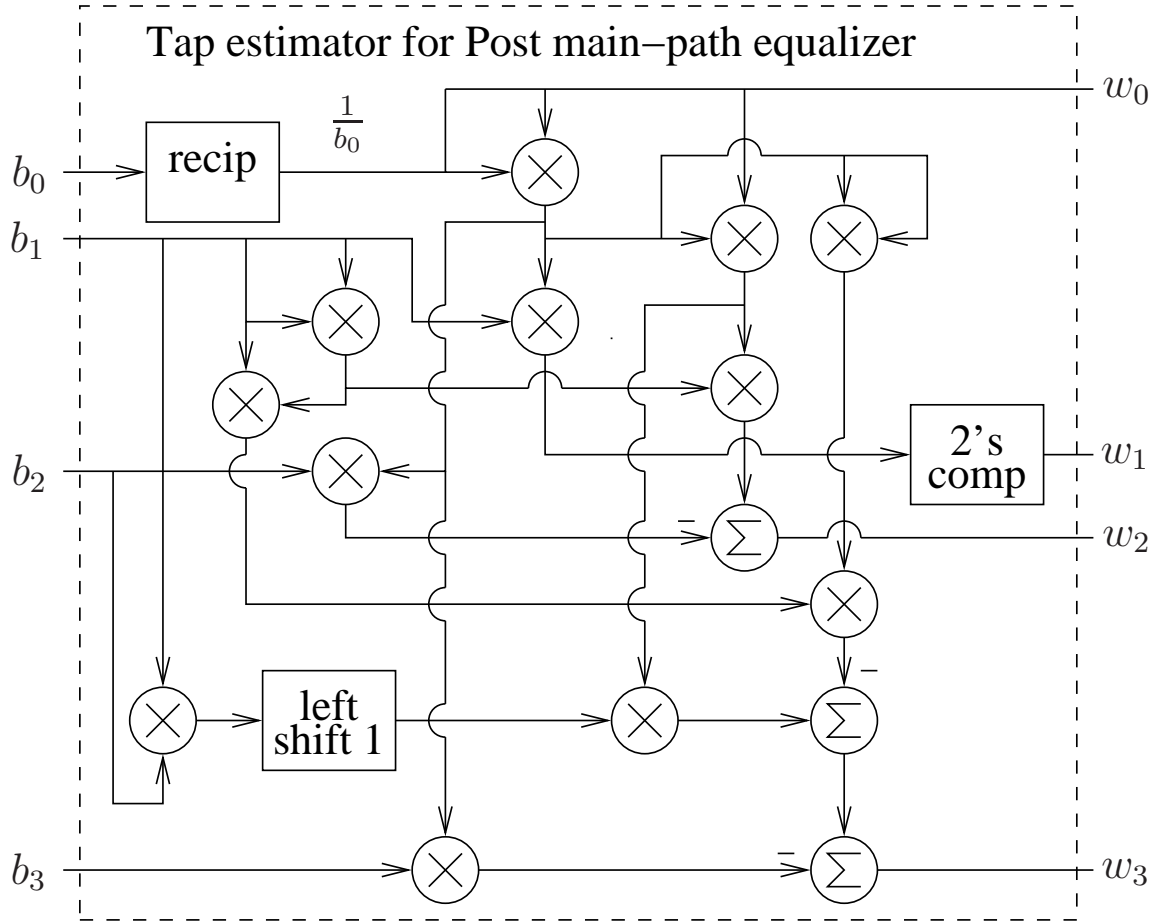 Tap estimator for Post main–path equalizer
w₀
1
b₀
b₀
recip
b₁
2's
comp
w₁
b₂
w₂
left
shift 1
b₃
w₃